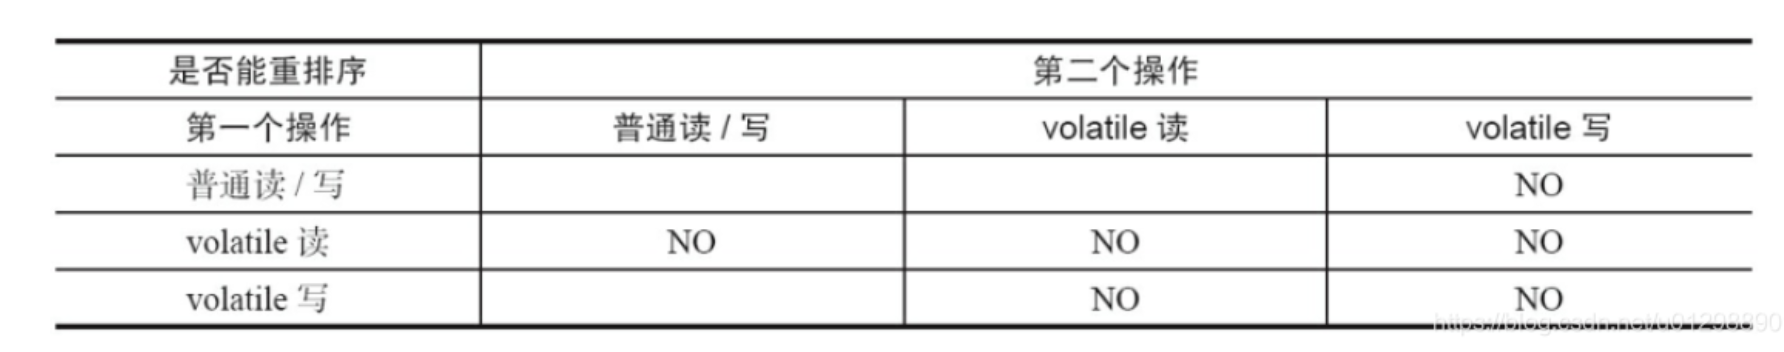 是否能重排序 第二个操作
第一个操作 普通读 / 写 volatile 读 volatile 写
普通读 / 写 NO
volatile 读 NO NO NO
volatile 写 NO NO
https://blog.csdn.net/u01298890